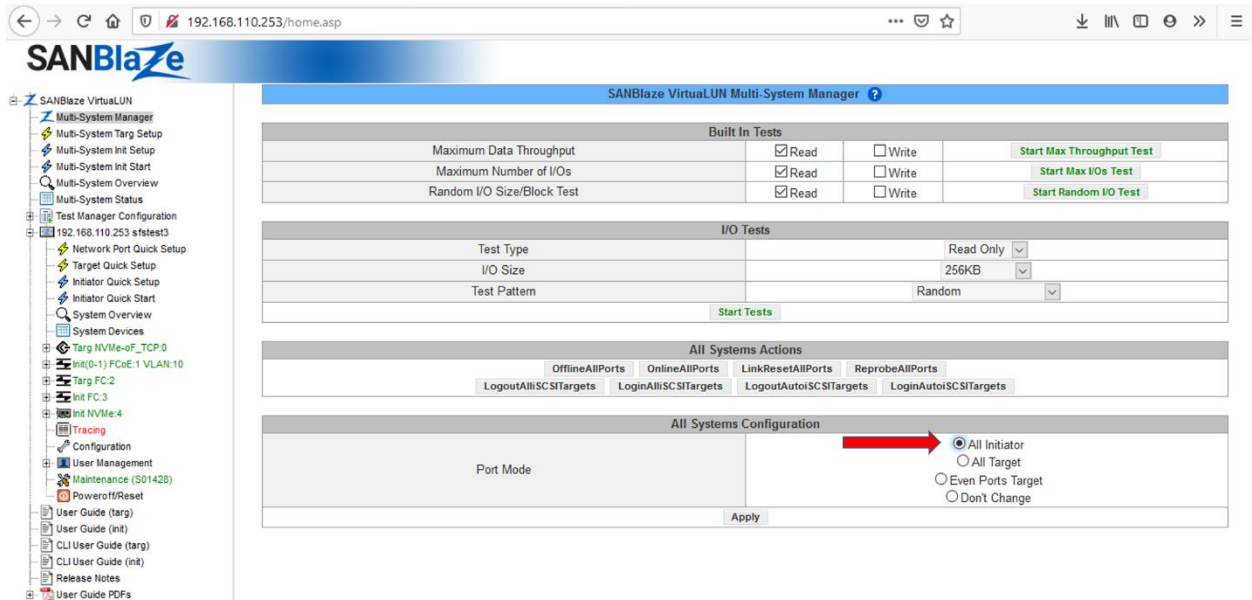 192.168.110.253/home.asp
SANBlaze
SANBlaze VirtuaLUN
Multi-System Manager
Multi-System Targ Setup
Multi-System Init Setup
Multi-System Init Start
Multi-System Overview
Multi-System Status
Test Manager Configuration
192.168.110.253 sfstest3
Network Port Quick Setup
Target Quick Setup
Initiator Quick Setup
Initiator Quick Start
System Overview
System Devices
Targ NVMe-oF_TCP:0
Init(0-1) FCoE:1 VLAN:10
Targ FC:2
Init FC:3
Init NVMe:4
Tracing
Configuration
User Management
Maintenance (S01428)
Poweroff/Reset
User Guide (targ)
User Guide (init)
CLI User Guide (targ)
CLI User Guide (init)
Release Notes
User Guide PDFs
SANBlaze VirtuaLUN Multi-System Manager ?
Built In Tests
Maximum Data Throughput Read Write Start Max Throughput Test
Maximum Number of I/Os Read Write Start Max I/Os Test
Random I/O Size/Block Test Read Write Start Random I/O Test
I/O Tests
Test Type Read Only
I/O Size 256KB
Test Pattern Random
Start Tests
All Systems Actions
OfflineAllPorts OnlineAllPorts LinkResetAllPorts ReprobeAllPorts
LogoutAlliSCSITargets LoginAlliSCSITargets LogoutAutoiSCSITargets LoginAutoiSCSITargets
All Systems Configuration
Port Mode
All Initiator
All Target
Even Ports Target
Don't Change
Apply